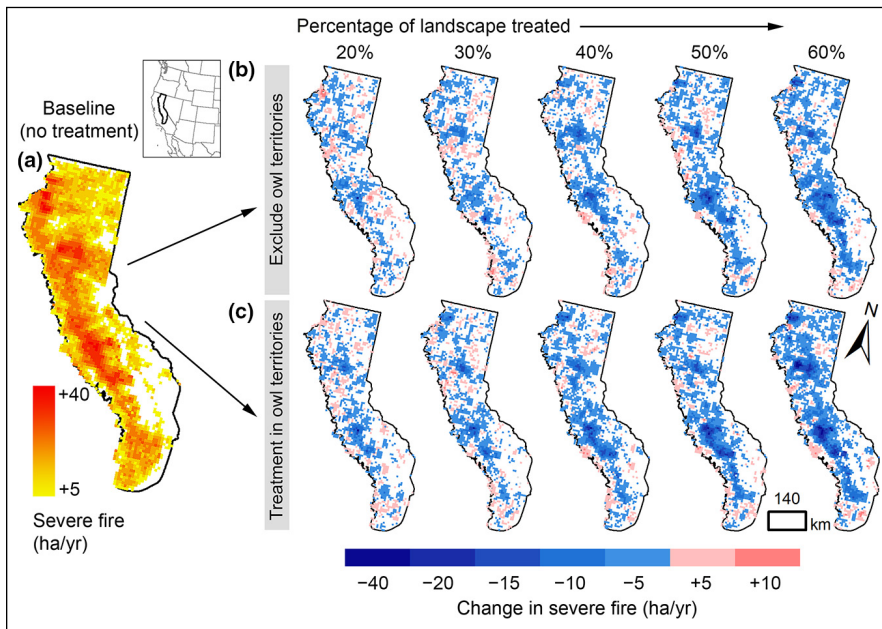 Percentage of landscape treated
20% 30% 40% 50% 60%
(b)
Baseline
(no treatment)
(a)
Exclude owl territories
(c)
N
Treatment in owl territories
+40
+5
Severe fire
(ha/yr)
140
km
−40 −20 −15 −10 −5 +5 +10
Change in severe fire (ha/yr)